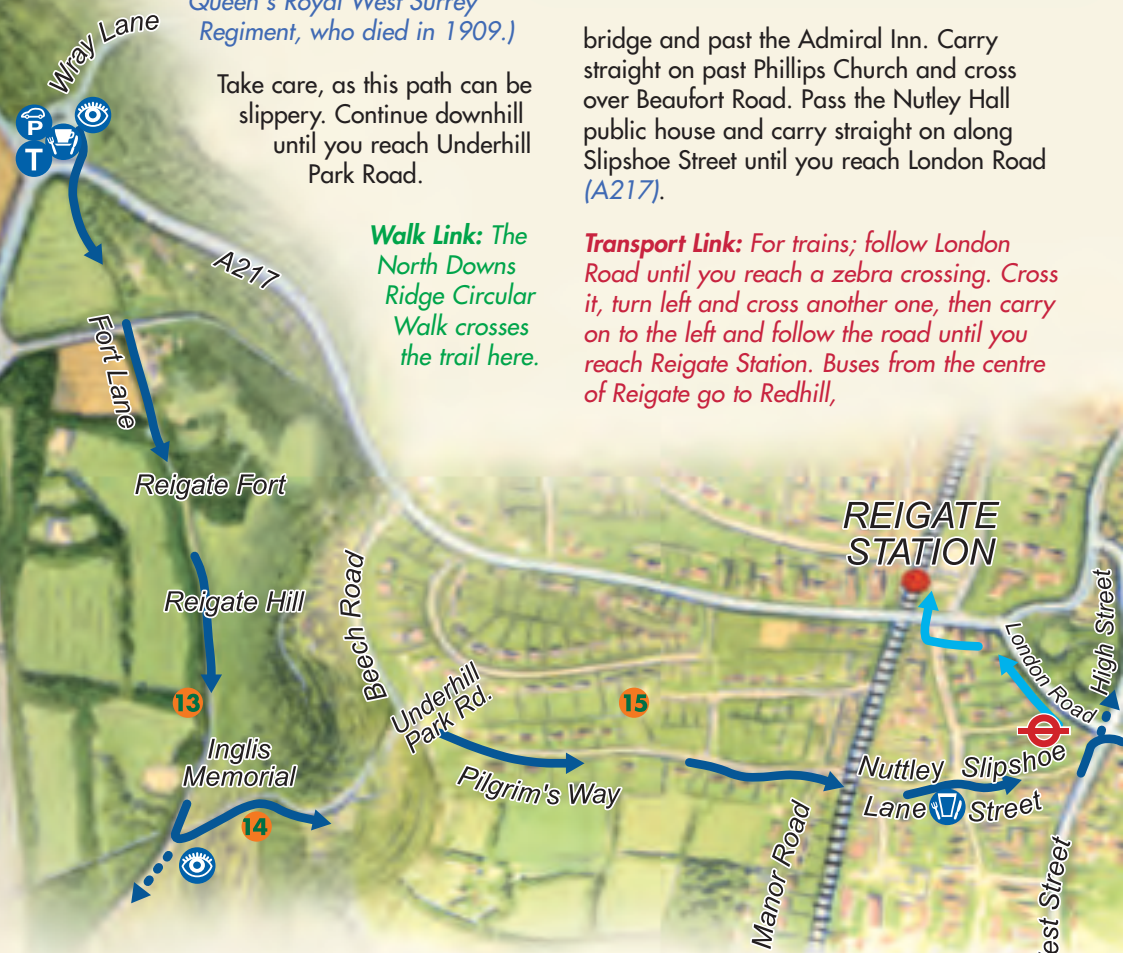 Queen's Royal West Surrey
Regiment, who died in 1909.)
Take care, as this path can be
slippery. Continue downhill
until you reach Underhill
Park Road.
Walk Link: The
North Downs
Ridge Circular
Walk crosses
the trail here.
bridge and past the Admiral Inn. Carry
straight on past Phillips Church and cross
over Beaufort Road. Pass the Nutley Hall
public house and carry straight on along
Slipshoe Street until you reach London Road
(A217).
Transport Link: For trains; follow London
Road until you reach a zebra crossing. Cross
it, turn left and cross another one, then carry
on to the left and follow the road until you
reach Reigate Station. Buses from the centre
of Reigate go to Redhill,
Wray Lane
P
T
A217
Fort Lane
Reigate Fort
Reigate Hill
13
Inglis
Memorial
14
Beech Road
Underhill
Park Rd.
15
Pilgrim's Way
REIGATE
STATION
London Road
High Street
Nuttley
Lane
Slipshoe
Street
Manor Road
est Street